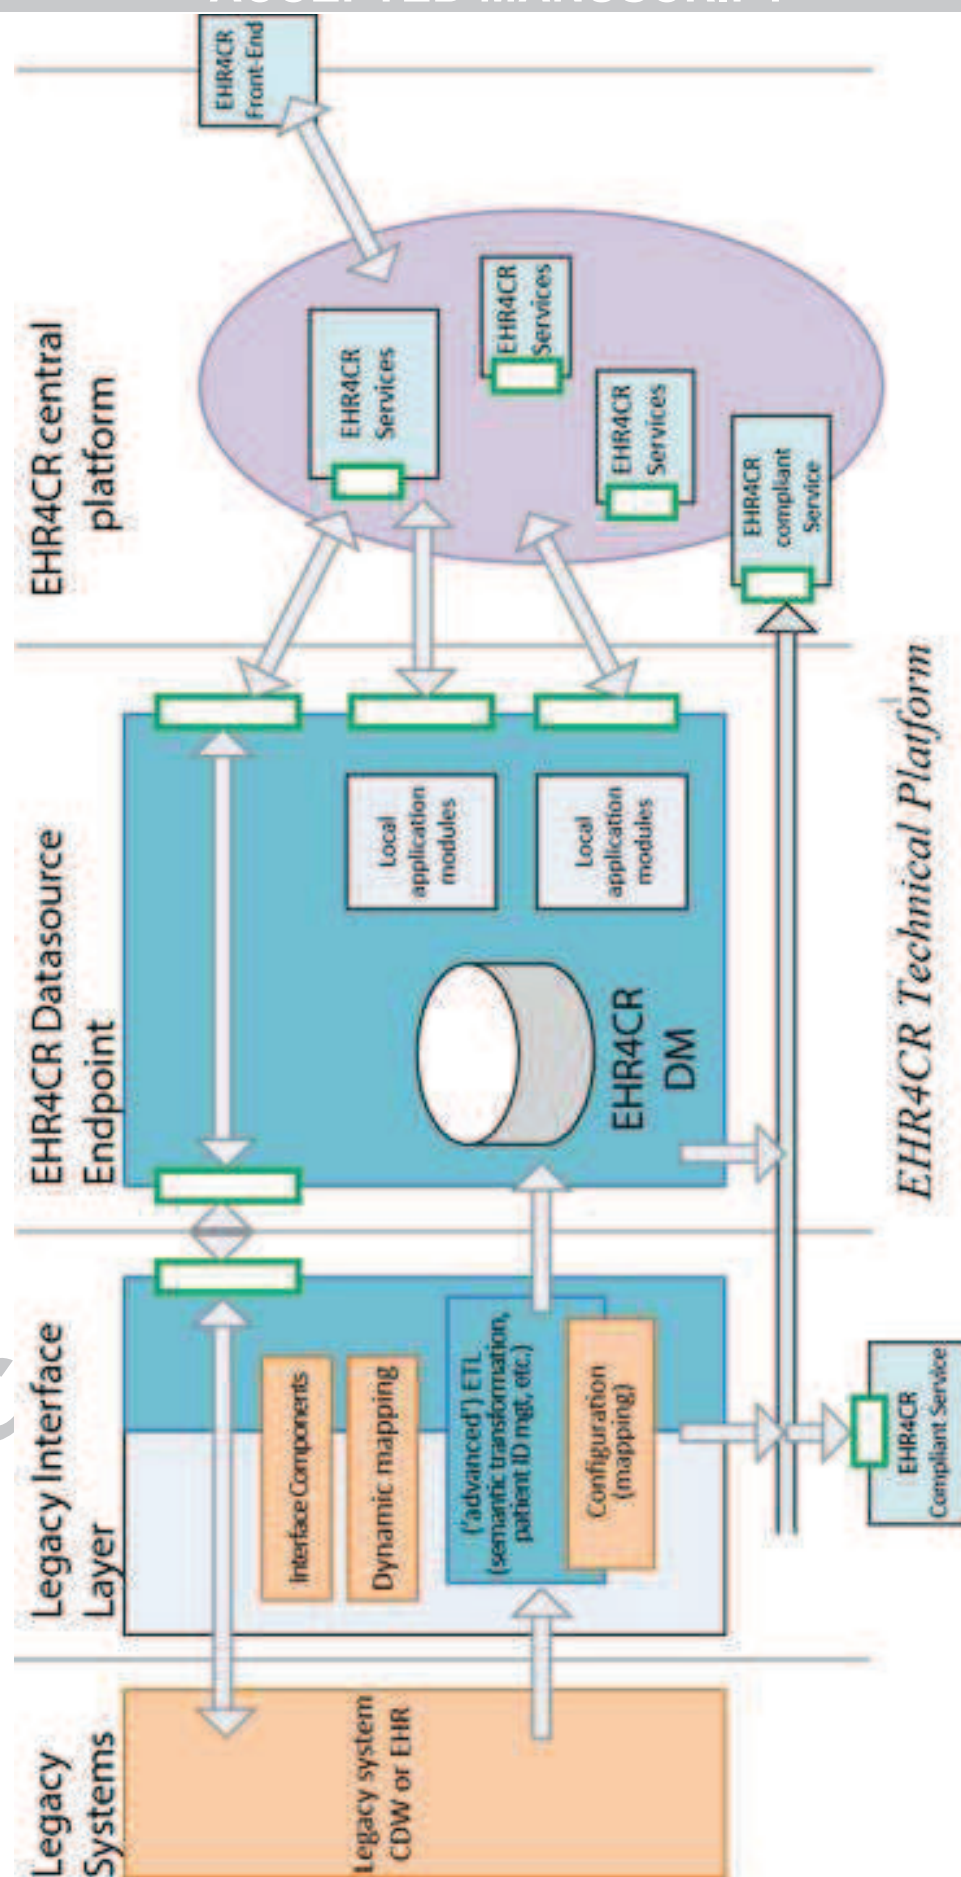 ACCEPTED MANUSCRIPT
Legacy
Systems
Legacy system
CDW or EHR
Legacy Interface
Layer
Interface Components
Dynamic mapping
('advanced') ETL
(semantic transformation,
patient ID mgt, etc.)
Configuration
(mapping)
EHR4CR
Compliant Service
EHR4CR Datasource
Endpoint
Local
application
modules
Local
application
modules
EHR4CR
DM
EHR4CR central
platform
EHR4CR
Services
EHR4CR
Services
EHR4CR
Services
EHR4CR
compliant
Service
EHR4CR
Front-End
EHR4CR Technical Platform